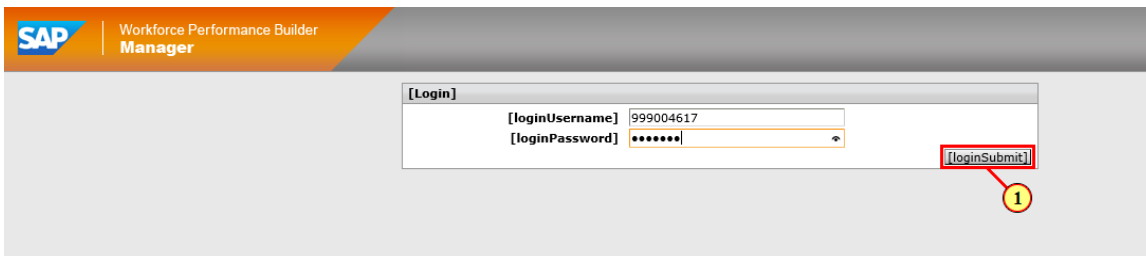 SAP
Workforce Performance Builder
Manager
[Login]
[loginUsername] 999004617
[loginPassword] •••••••
[loginSubmit]
1